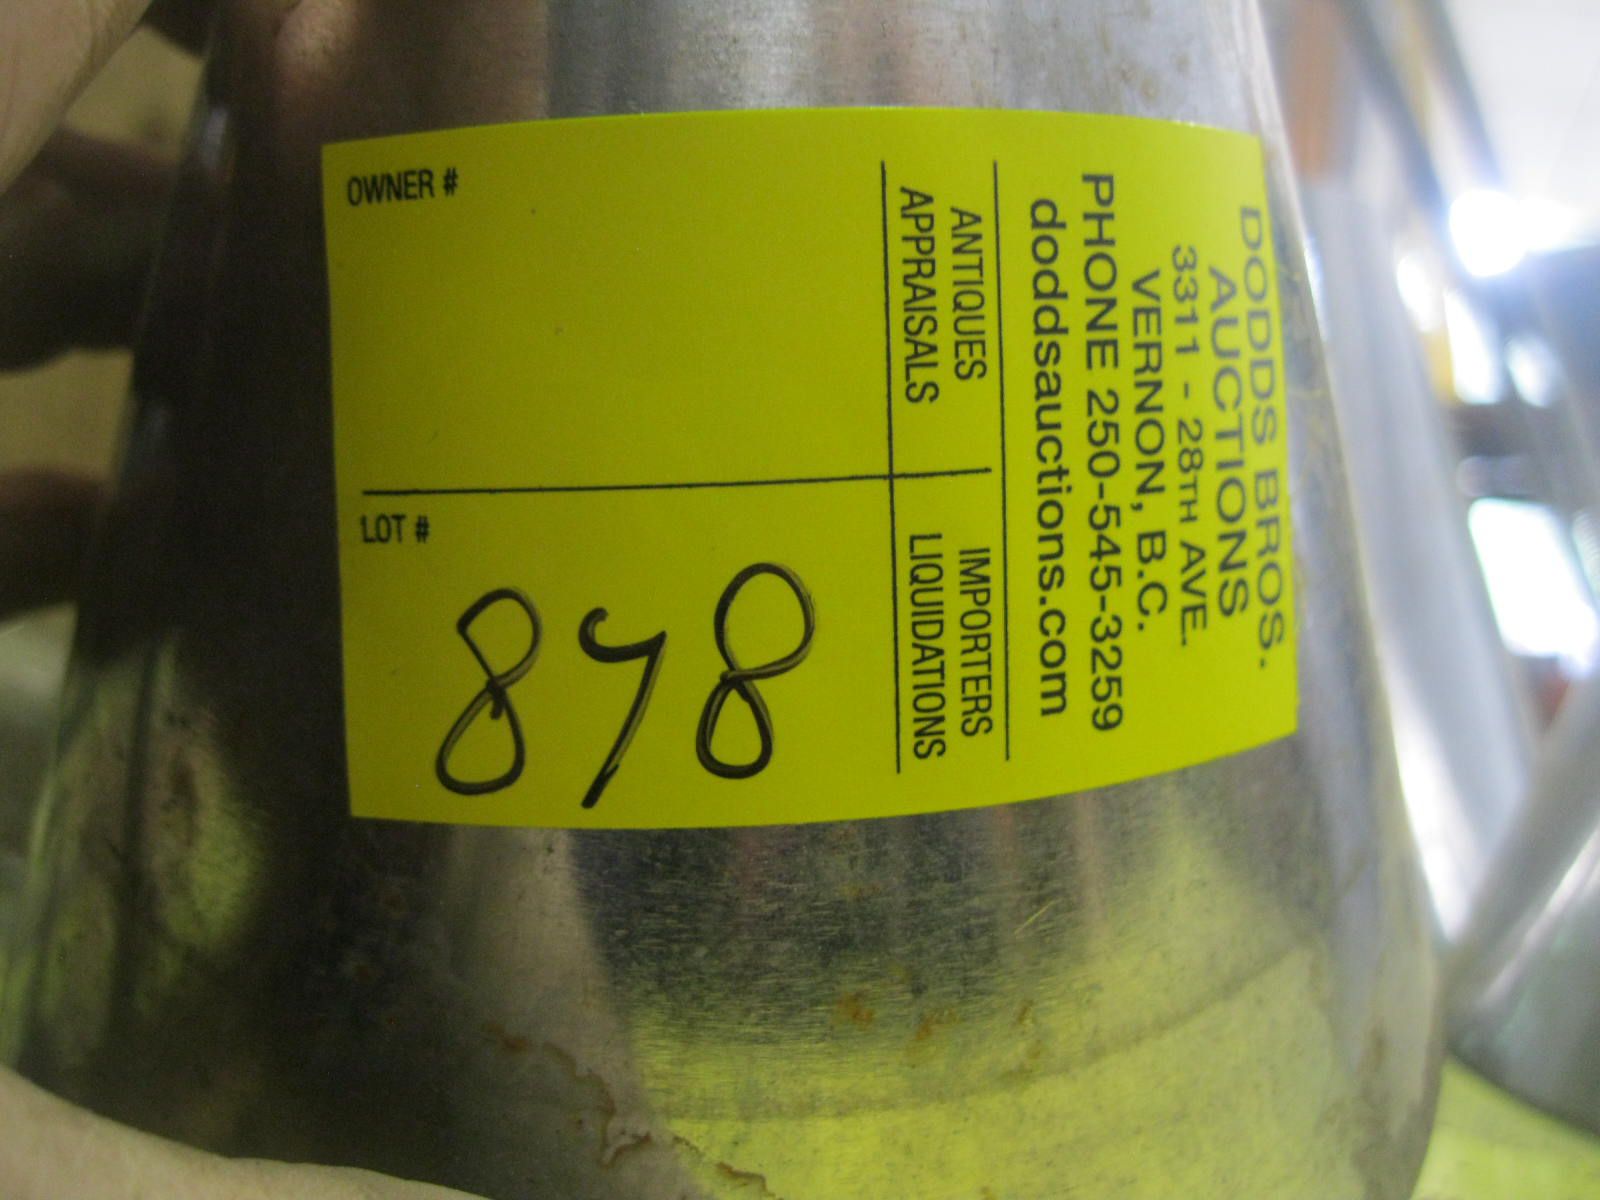 DODDS BROS.
AUCTIONS
3311 - 28TH AVE.
VERNON, B.C.
PHONE 250-545-3259
doddsauctions.com
ANTIQUES
APPRAISALS
IMPORTERS
LIQUIDATIONS
OWNER #
LOT #
878